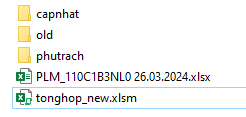 capnhat
old
phutrach
PLM_110C1B3NL0 26.03.2024.xlsx
tonghop_new.xlsm